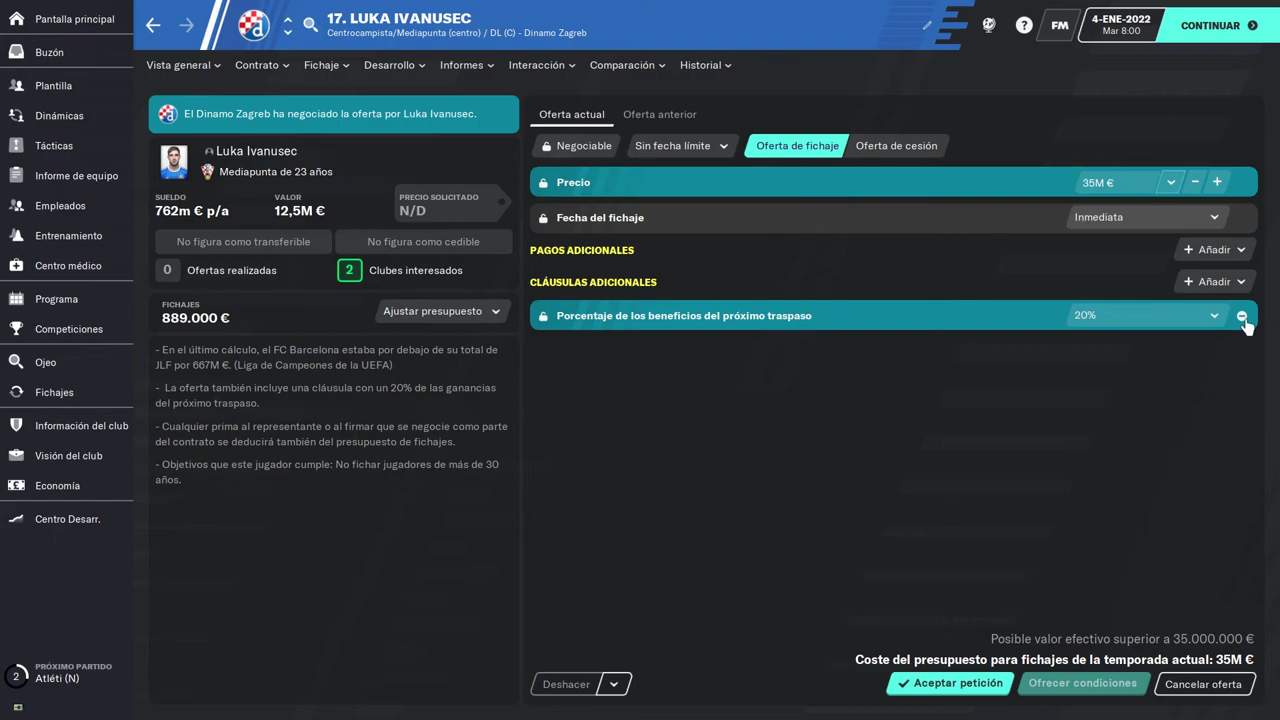 Pantalla principal
Buzón
Plantilla
Dinámicas
Tácticas
Informe de equipo
Empleados
Entrenamiento
Centro médico
Programa
Competiciones
Ojeo
Fichajes
Información del club
Visión del club
Economía
Centro Desarr.
2
PRÓXIMO PARTIDO
Atléti (N)
17. LUKA IVANUSEC
Centrocampista/Mediapunta (centro) / DL (C) - Dinamo Zagreb
?
FM
4-ENE-2022
Mar 8:00
CONTINUAR
Vista general
Contrato
Fichaje
Desarrollo
Informes
Interacción
Comparación
Historial
El Dinamo Zagreb ha negociado la oferta por Luka Ivanusec.
Luka Ivanusec
Mediapunta de 23 años
SUELDO
762m € p/a
VALOR
12,5M €
PRECIO SOLICITADO
N/D
No figura como transferible
No figura como cedible
0 Ofertas realizadas
2 Clubes interesados
FICHAJES
889.000 €
Ajustar presupuesto
- En el último cálculo, el FC Barcelona estaba por debajo de su total de
JLF por 667M €. (Liga de Campeones de la UEFA)
- La oferta también incluye una cláusula con un 20% de las ganancias
del próximo traspaso.
- Cualquier prima al representante o al firmar que se negocie como parte
del contrato se deducirá también del presupuesto de fichajes.
- Objetivos que este jugador cumple: No fichar jugadores de más de 30
años.
Oferta actual
Oferta anterior
Negociable
Sin fecha límite
Oferta de fichaje
Oferta de cesión
Precio
35M €
Fecha del fichaje
Inmediata
PAGOS ADICIONALES
Añadir
CLÁUSULAS ADICIONALES
Añadir
Porcentaje de los beneficios del próximo traspaso
20%
Posible valor efectivo superior a 35.000.000 €
Coste del presupuesto para fichajes de la temporada actual: 35M €
Deshacer
Aceptar petición
Ofrecer condiciones
Cancelar oferta